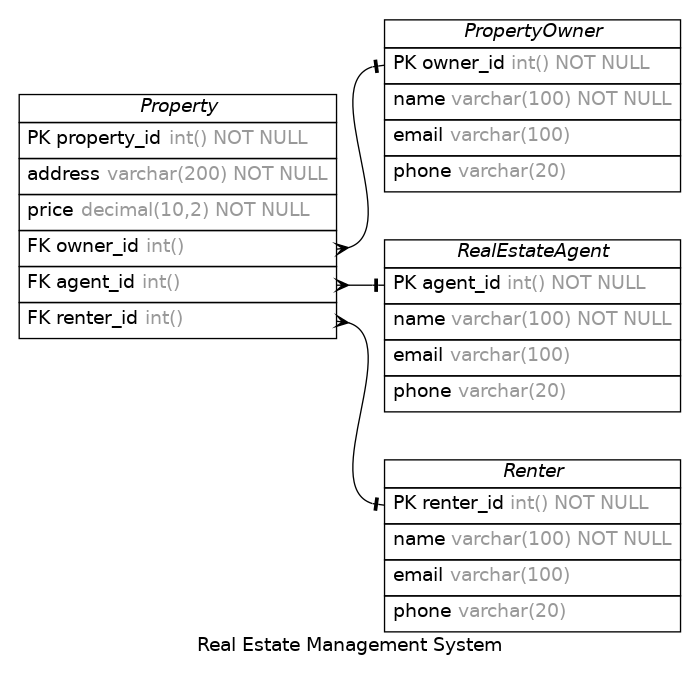 Property
PK property_id int() NOT NULL
address varchar(200) NOT NULL
price decimal(10,2) NOT NULL
FK owner_id int()
FK agent_id int()
FK renter_id int()
PropertyOwner
PK owner_id int() NOT NULL
name varchar(100) NOT NULL
email varchar(100)
phone varchar(20)
RealEstateAgent
PK agent_id int() NOT NULL
name varchar(100) NOT NULL
email varchar(100)
phone varchar(20)
Renter
PK renter_id int() NOT NULL
name varchar(100) NOT NULL
email varchar(100)
phone varchar(20)
Real Estate Management System